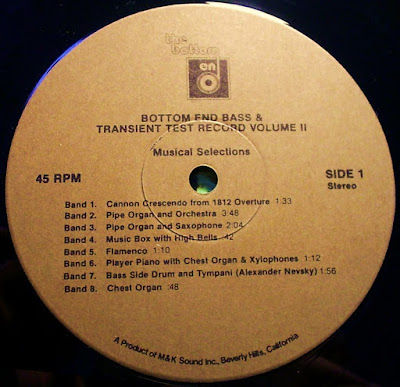 the
bottom
en
d
BOTTOM END BASS &
TRANSIENT TEST RECORD VOLUME II
Musical Selections
45 RPM
SIDE 1
Stereo
Band 1. Cannon Crescendo from 1812 Overture 1:33
Band 2. Pipe Organ and Orchestra 3:48
Band 3. Pipe Organ and Saxophone 2:04
Band 4. Music Box with High Bells :42
Band 5. Flamenco 1:10
Band 6. Player Piano with Chest Organ & Xylophones 1:12
Band 7. Bass Side Drum and Tympani (Alexander Nevsky) 1:56
Band 8. Chest Organ :48
A Product of M&K Sound Inc., Beverly Hills, California